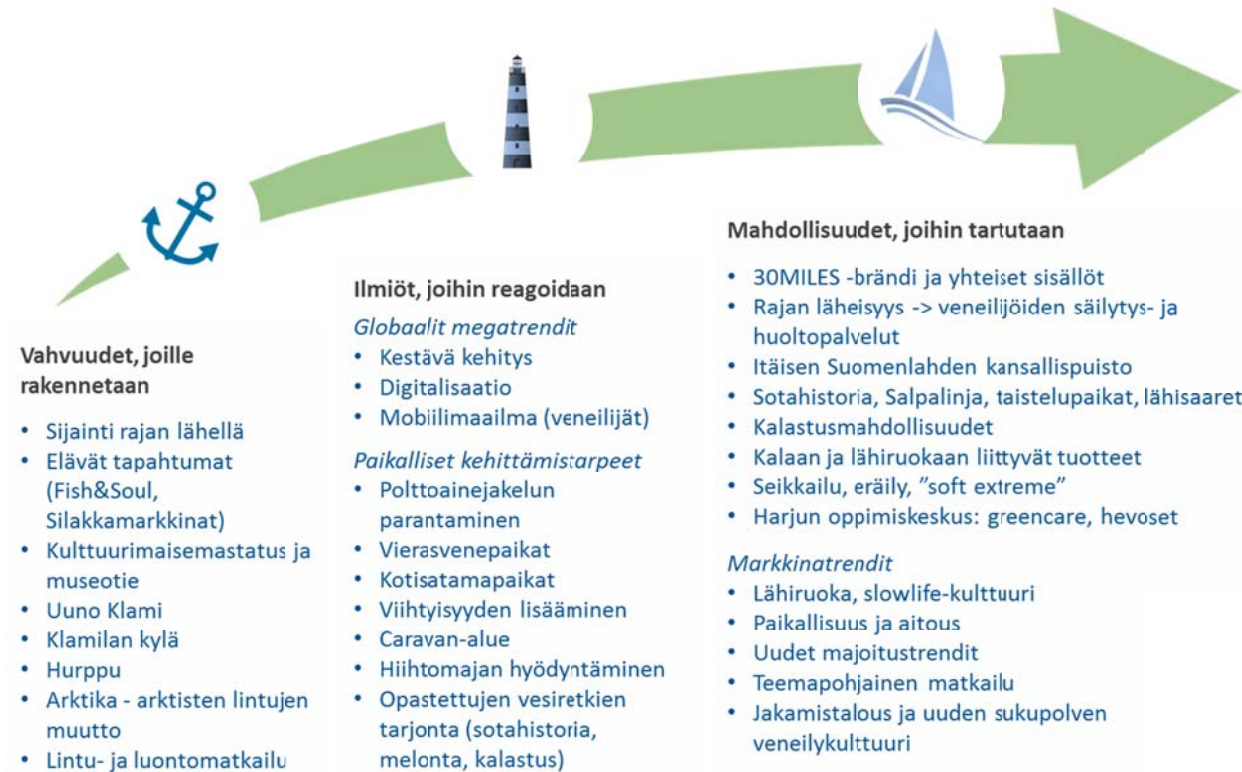 Vahvuudet, joille
rakennetaan
• Sijainti rajan lähellä
• Elävät tapahtumat
(Fish&Soul,
Silakkamarkkinat)
• Kulttuurimaisemastatus ja
museotie
• Uuno Klami
• Klamilan kylä
• Hurppu
• Arktika - arktisten lintujen
muutto
• Lintu- ja luontomatkailu
Ilmiöt, joihin reagoidaan
Globaalit megatrendit
• Kestävä kehitys
• Digitalisaatio
• Mobiilimaailma (veneilijät)
Paikalliset kehittämistarpeet
• Polttoainejakelun
parantaminen
• Vierasvenepaikat
• Kotisatamapaikat
• Viihtyisyyden lisääminen
• Caravan-alue
• Hiihtomajan hyödyntäminen
• Opastettujen vesiretkien
tarjonta (sotahistoria,
melonta, kalastus)
Mahdollisuudet, joihin tartutaan
• 30MILES -brändi ja yhteiset sisällöt
• Rajan läheisyys -> veneilijöiden säilytys- ja
huoltopalvelut
• Itäisen Suomenlahden kansallispuisto
• Sotahistoria, Salpalinja, taistelupaikat, lähisaaret
• Kalastusmahdollisuudet
• Kalaan ja lähiruokaan liittyvät tuotteet
• Seikkailu, eräily, ”soft extreme”
• Harjun oppimiskeskus: greencare, hevoset
Markkinatrendit
• Lähiruoka, slowlife-kulttuuri
• Paikallisuus ja aitous
• Uudet majoitustrendit
• Teemapohjainen matkailu
• Jakamistalous ja uuden sukupolven
veneilykulttuuri